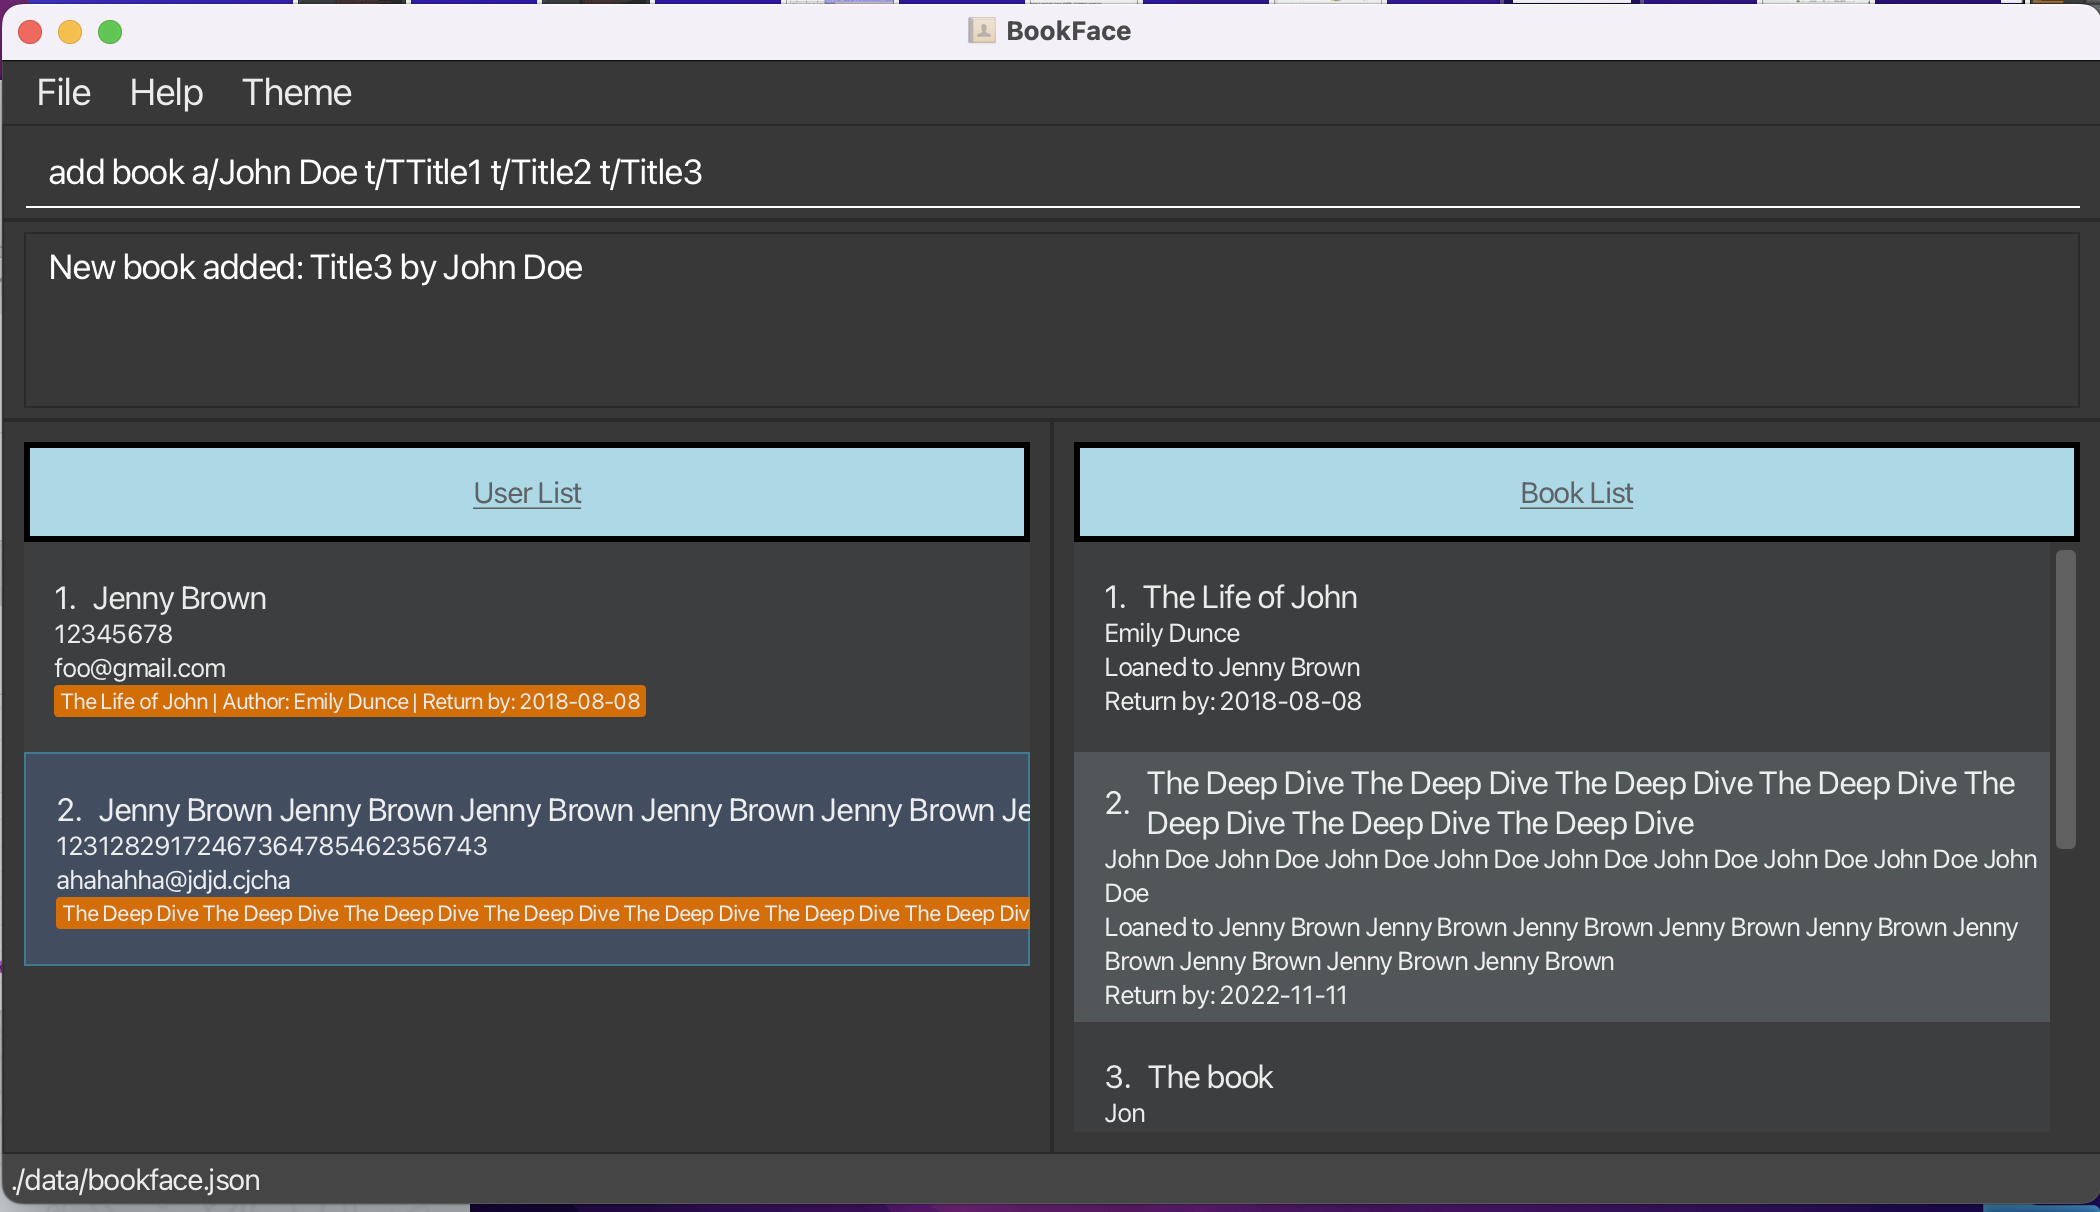 BookFace
File Help Theme
add book a/John Doe t/TTitle1 t/Title2 t/Title3
New book added: Title3 by John Doe
User List
1. Jenny Brown
12345678
foo@gmail.com
The Life of John | Author: Emily Dunce | Return by: 2018-08-08
2. Jenny Brown Jenny Brown Jenny Brown Jenny Brown Jenny Brown Je
123128291724673647854623567​43
ahahahha@jdjd.cjcha
The Deep Dive The Deep Dive The Deep Dive The Deep Dive The Deep Dive The Deep Dive The Deep Div
Book List
1. The Life of John
Emily Dunce
Loaned to Jenny Brown
Return by: 2018-08-08
2. The Deep Dive The Deep Dive The Deep Dive The Deep Dive The
Deep Dive The Deep Dive The Deep Dive
John Doe John Doe John Doe John Doe John Doe John Doe John Doe John Doe John
Doe
Loaned to Jenny Brown Jenny Brown Jenny Brown Jenny Brown Jenny Brown Jenny
Brown Jenny Brown Jenny Brown Jenny Brown
Return by: 2022-11-11
3. The book
Jon
./data/bookface.json